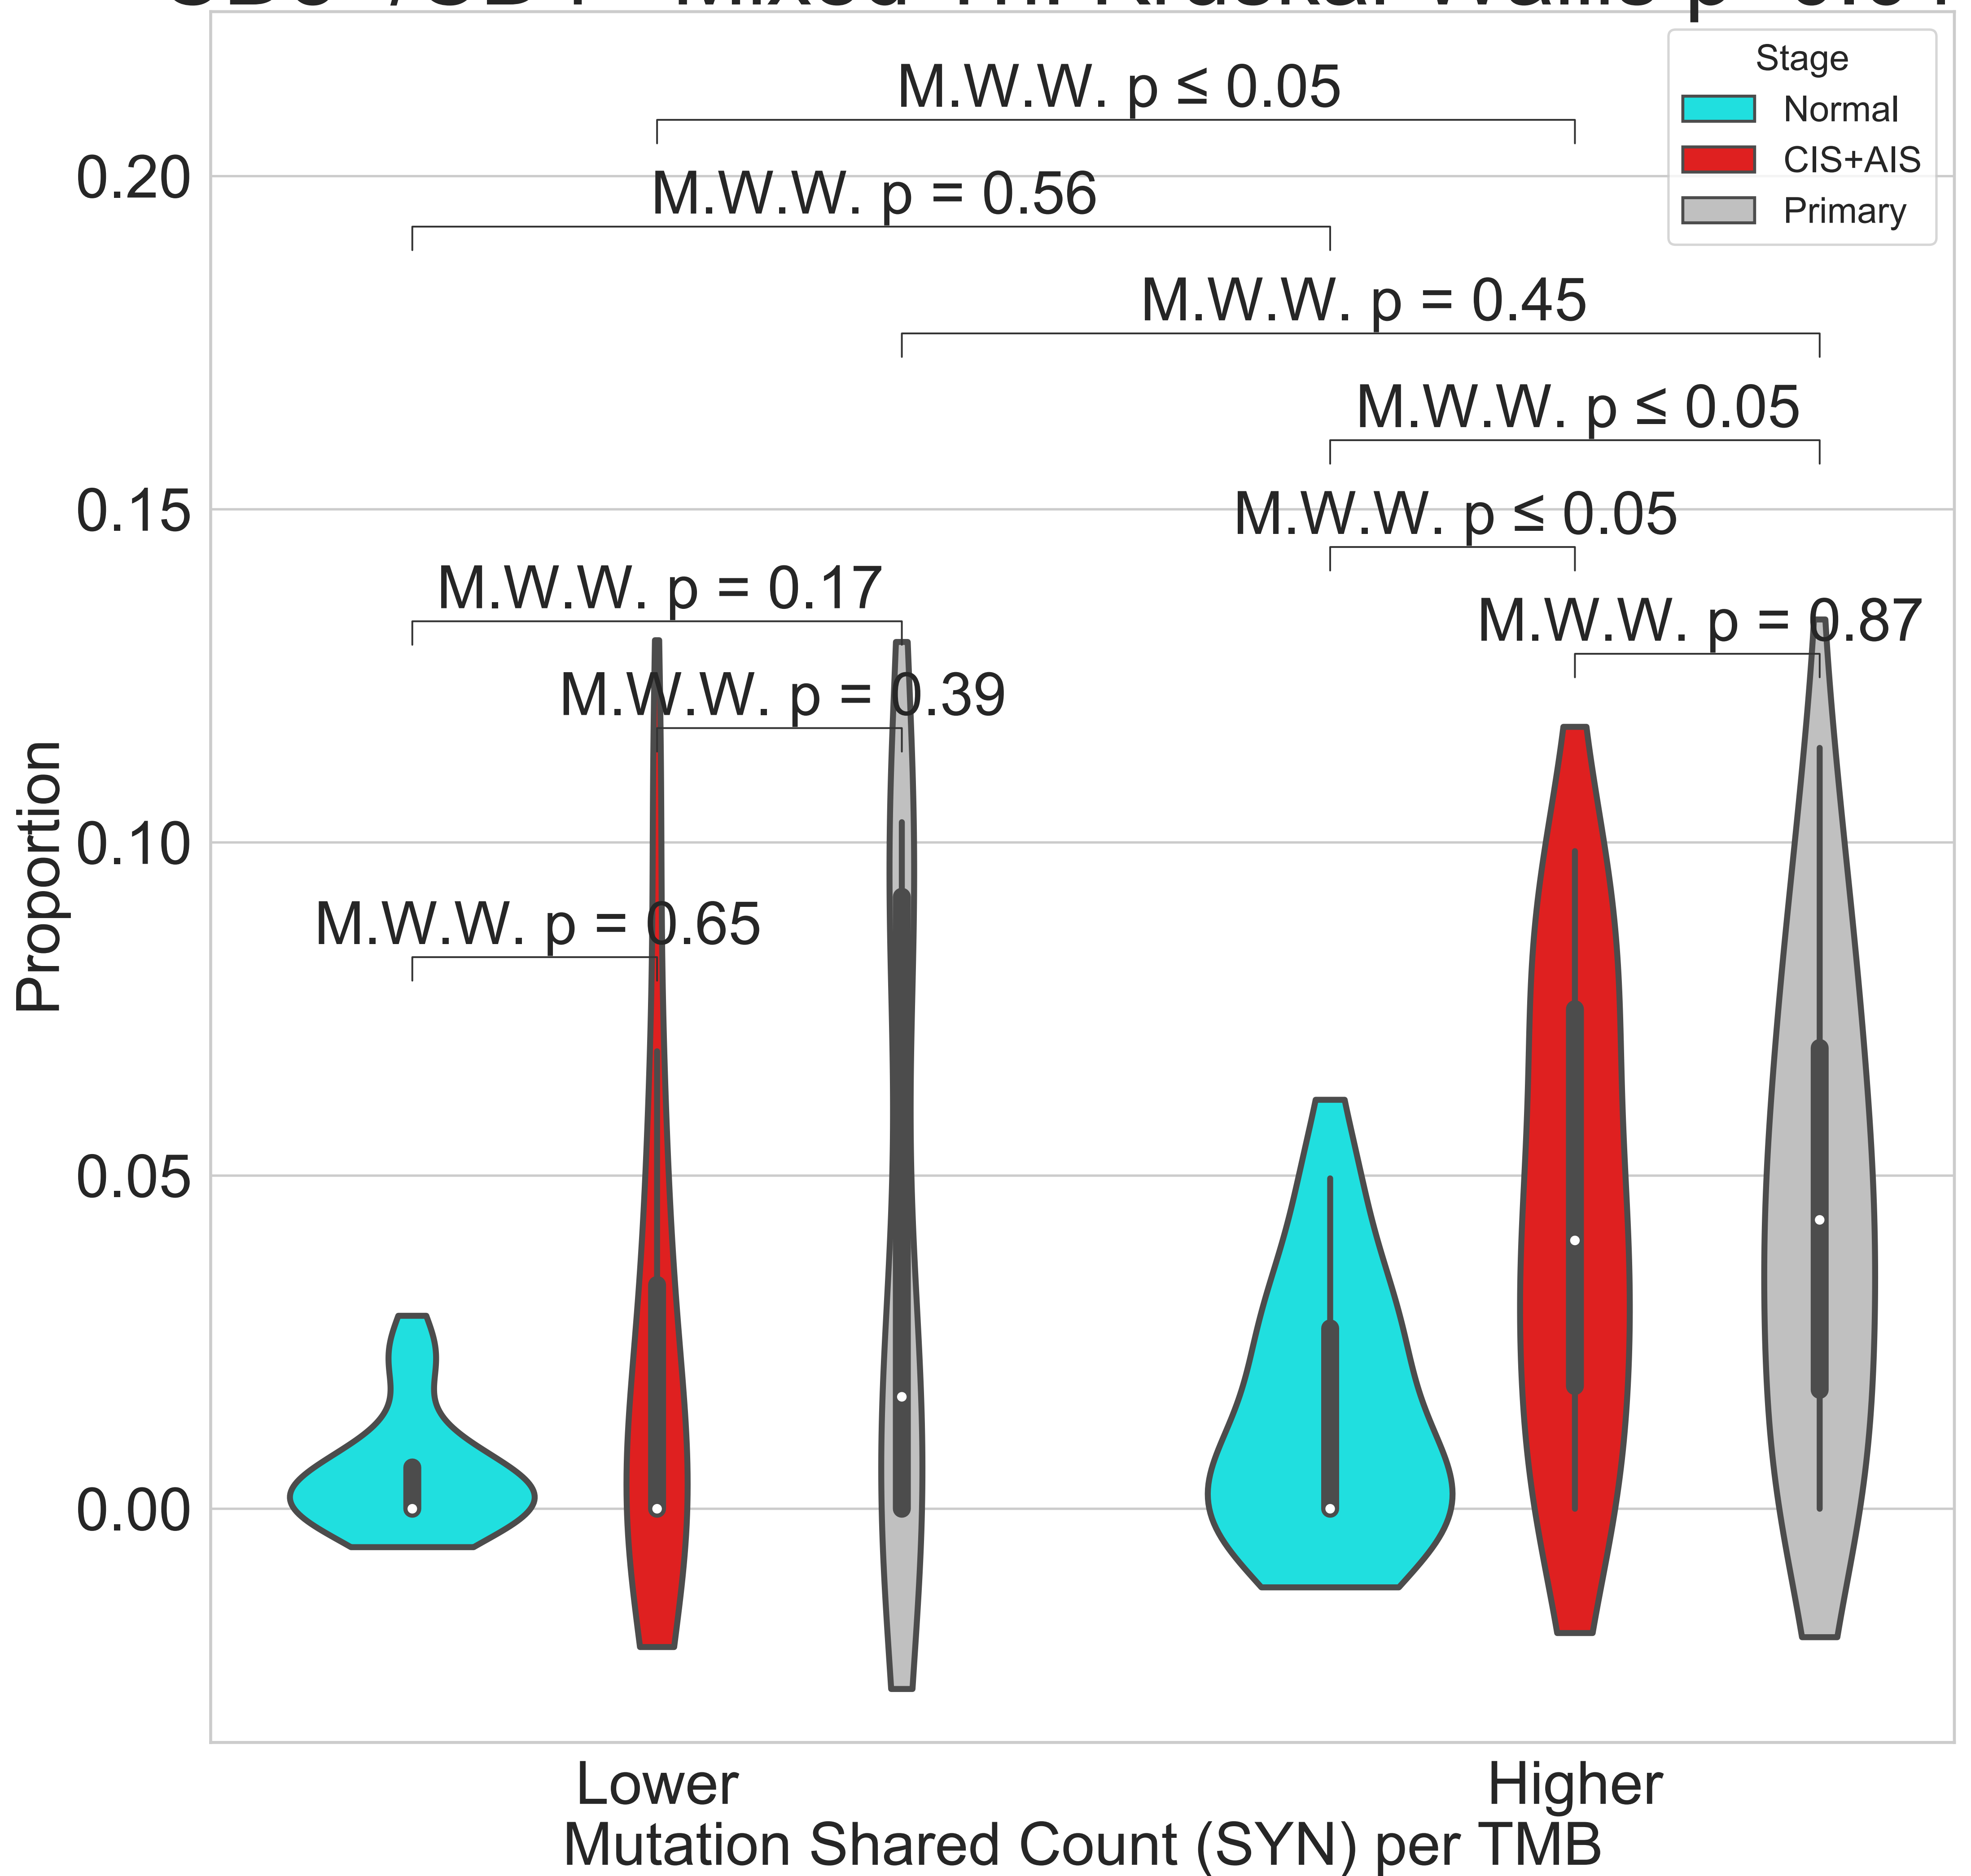 Stage
Normal
CIS+AIS
Primary
M.W.W. p ≤ 0.05
M.W.W. p = 0.56
M.W.W. p = 0.45
M.W.W. p ≤ 0.05
M.W.W. p ≤ 0.05
M.W.W. p = 0.17
M.W.W. p = 0.87
M.W.W. p = 0.39
M.W.W. p = 0.65
0.20
0.15
0.10
0.05
0.00
Proportion
Lower
Higher
Mutation Shared Count (SYN) per TMB